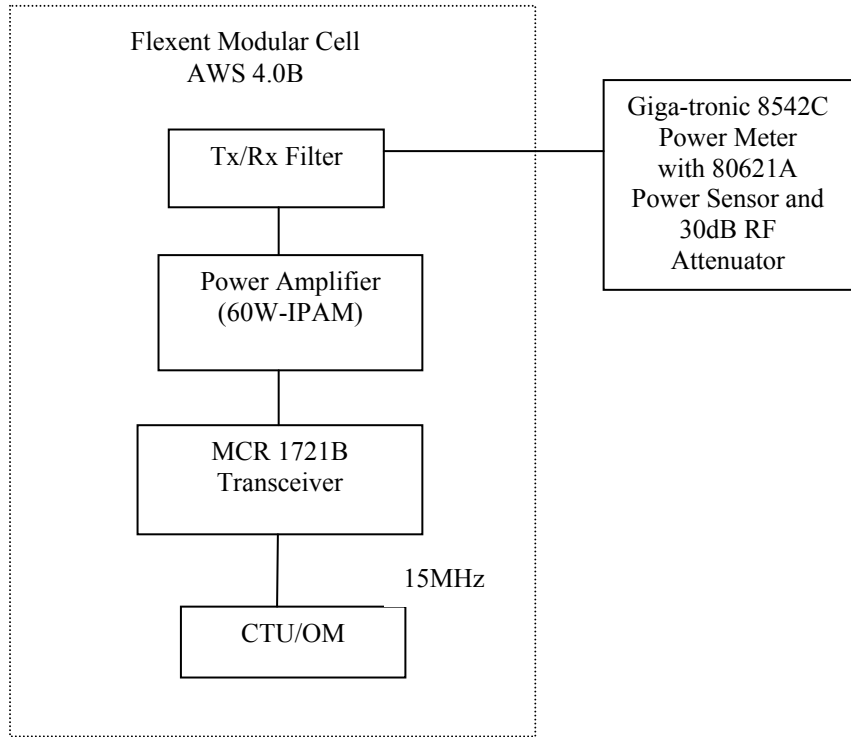 Flexent Modular Cell
AWS 4.0B
Tx/Rx Filter
Giga-tronic 8542C
Power Meter
with 80621A
Power Sensor and
30dB RF
Attenuator
Power Amplifier
(60W-IPAM)
MCR 1721B
Transceiver
15MHz
CTU/OM